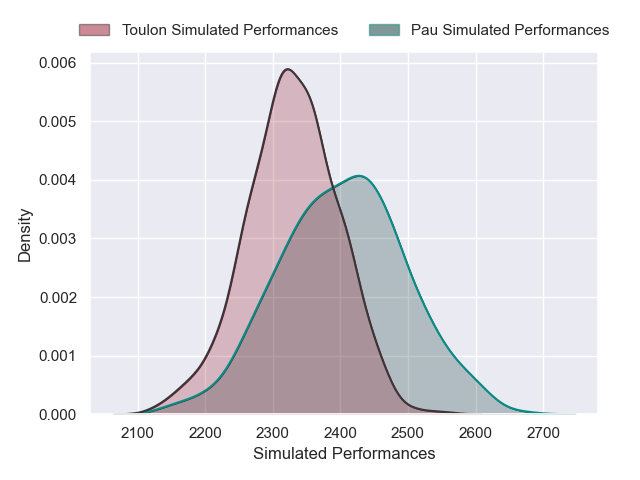 Toulon Simulated Performances Pau Simulated Performances
0.006
0.005
0.004
0.003
0.002
0.001
0.000
Density
2100 2200 2300 2400 2500 2600 2700
Simulated Performances